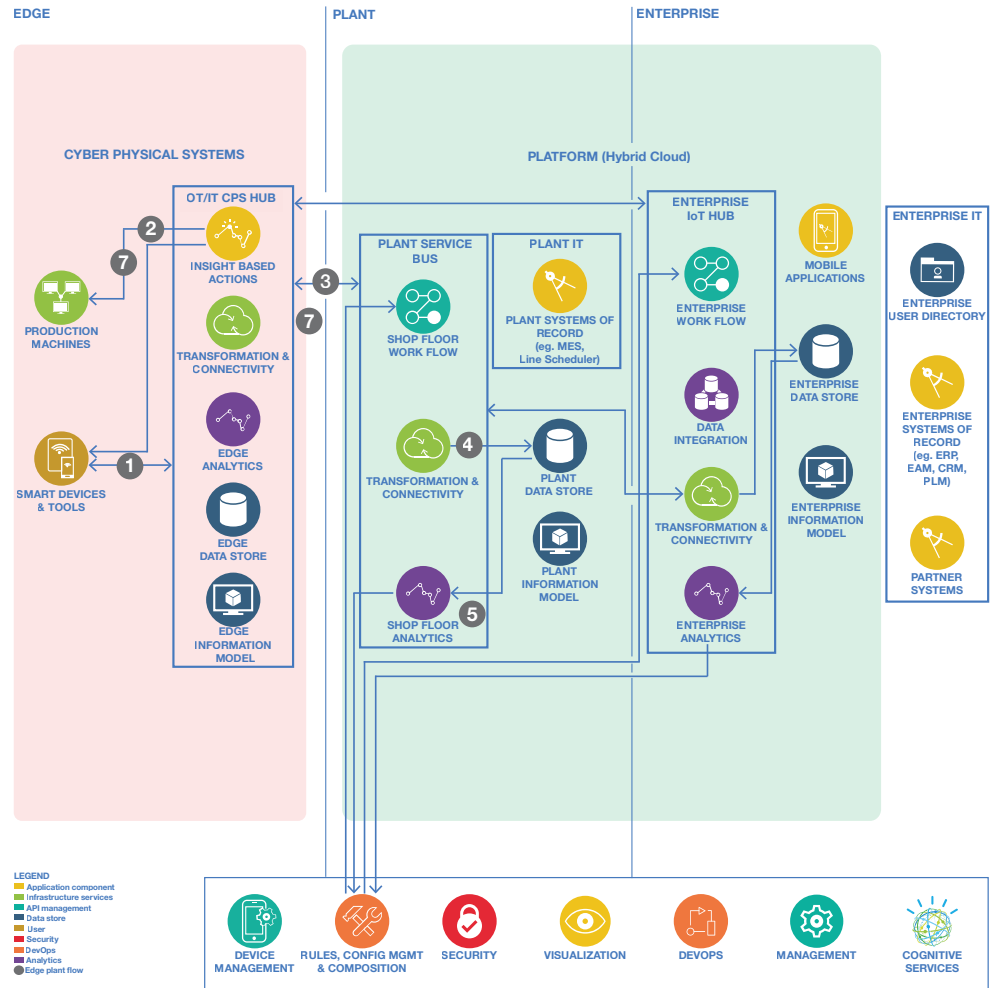 EDGE
PLANT
ENTERPRISE
CYBER PHYSICAL SYSTEMS
PLATFORM (Hybrid Cloud)
OT/IT CPS HUB
2
7
INSIGHT BASED
ACTIONS
PRODUCTION
MACHINES
TRANSFORMATION &
CONNECTIVITY
EDGE
ANALYTICS
1
SMART DEVICES
& TOOLS
EDGE
DATA STORE
EDGE
INFORMATION
MODEL
3
7
PLANT SERVICE
BUS
SHOP FLOOR
WORK FLOW
PLANT IT
PLANT SYSTEMS OF
RECORD
(eg. MES,
Line Scheduler)
4
TRANSFORMATION &
CONNECTIVITY
PLANT
DATA STORE
PLANT
INFORMATION
MODEL
5
SHOP FLOOR
ANALYTICS
ENTERPRISE
IoT HUB
ENTERPRISE
WORK FLOW
DATA
INTEGRATION
TRANSFORMATION &
CONNECTIVITY
ENTERPRISE
ANALYTICS
MOBILE
APPLICATIONS
ENTERPRISE
DATA STORE
ENTERPRISE
INFORMATION
MODEL
ENTERPRISE IT
ENTERPRISE
USER DIRECTORY
ENTERPRISE
SYSTEMS OF
RECORD
(eg. ERP,
EAM, CRM,
PLM)
PARTNER
SYSTEMS
LEGEND
Application component
Infrastructure services
API management
Data store
User
Security
DevOps
Analytics
Edge plant flow
DEVICE
MANAGEMENT
RULES, CONFIG MGMT
& COMPOSITION
SECURITY
VISUALIZATION
DEVOPS
MANAGEMENT
COGNITIVE
SERVICES